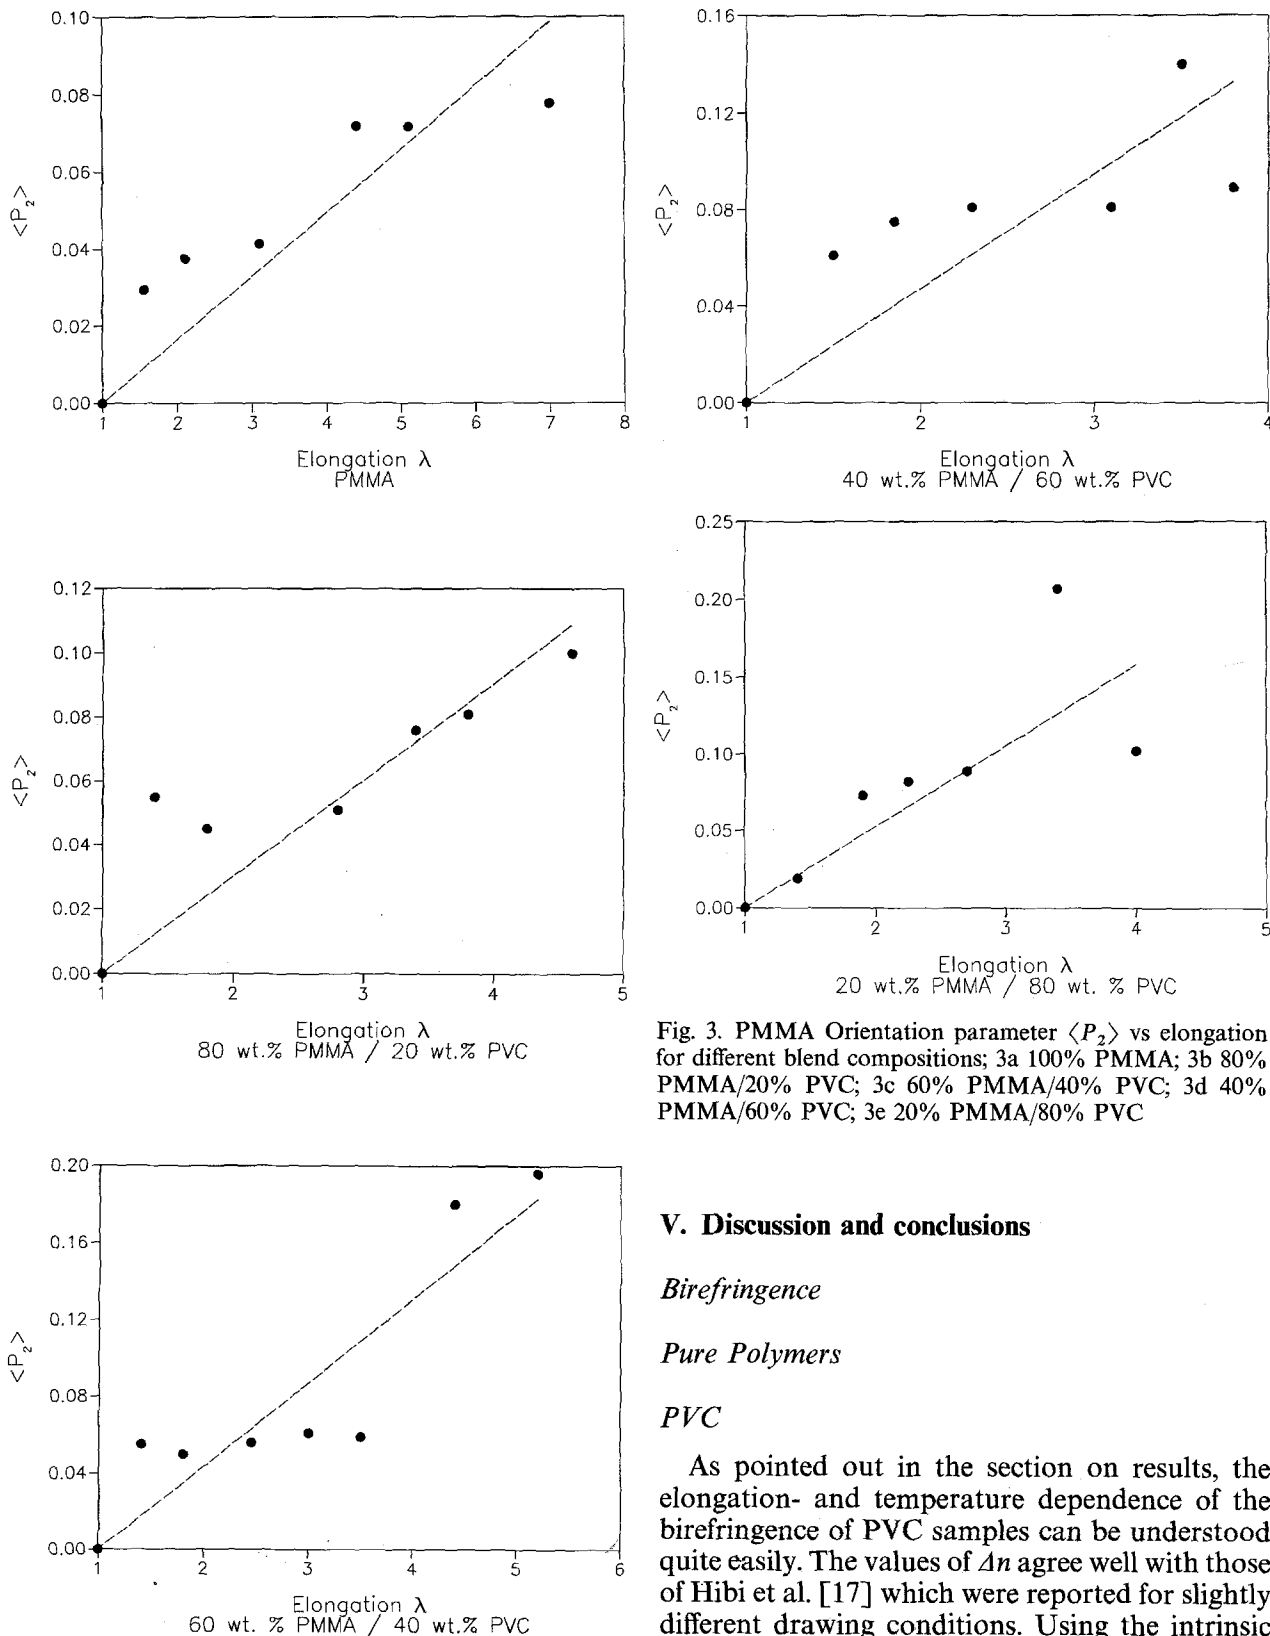 0.10
0.08
0.06
0.04
0.02
0.00
<P2>
1 2 3 4 5 6 7 8
Elongation λ
PMMA
0.12
0.10
0.08
0.06
0.04
0.02
0.00
<P2>
1 2 3 4 5
Elongation λ
80 wt.% PMMA / 20 wt.% PVC
0.20
0.16
0.12
0.08
0.04
0.00
<P2>
1 2 3 4 5 6
Elongation λ
60 wt. % PMMA / 40 wt.% PVC
0.16
0.12
0.08
0.04
0.00
<P2>
1 2 3 4
Elongation λ
40 wt.% PMMA / 60 wt.% PVC
0.25
0.20
0.15
0.10
0.05
0.00
<P2>
1 2 3 4 5
Elongation λ
20 wt.% PMMA / 80 wt. % PVC
Fig. 3. PMMA Orientation parameter ⟨P2⟩ vs elongation
for different blend compositions; 3a 100% PMMA; 3b 80%
PMMA/20% PVC; 3c 60% PMMA/40% PVC; 3d 40%
PMMA/60% PVC; 3e 20% PMMA/80% PVC
V. Discussion and conclusions
Birefringence
Pure Polymers
PVC
As pointed out in the section on results, the
elongation- and temperature dependence of the
birefringence of PVC samples can be understood
quite easily. The values of Δn agree well with those
of Hibi et al. [17] which were reported for slightly
different drawing conditions. Using the intrinsic